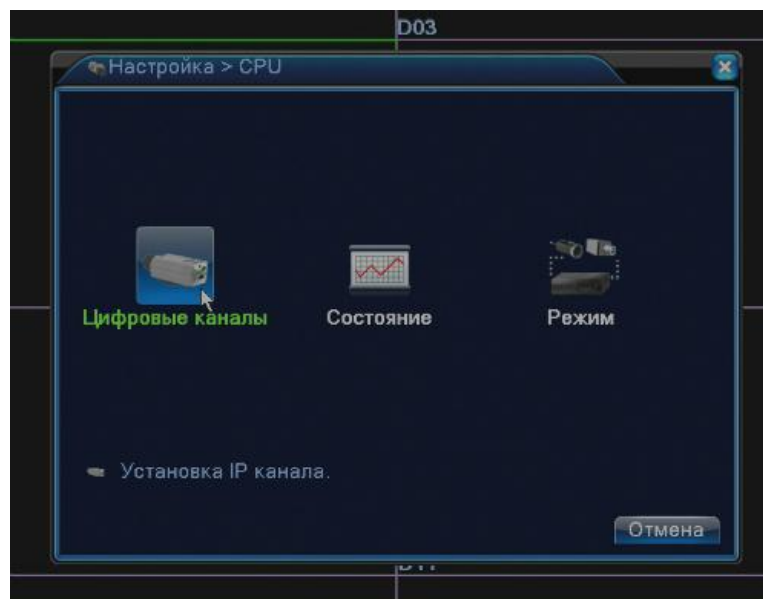 D03
Настройка > CPU
Цифровые каналы
Состояние
Режим
Установка IP канала.
Отмена